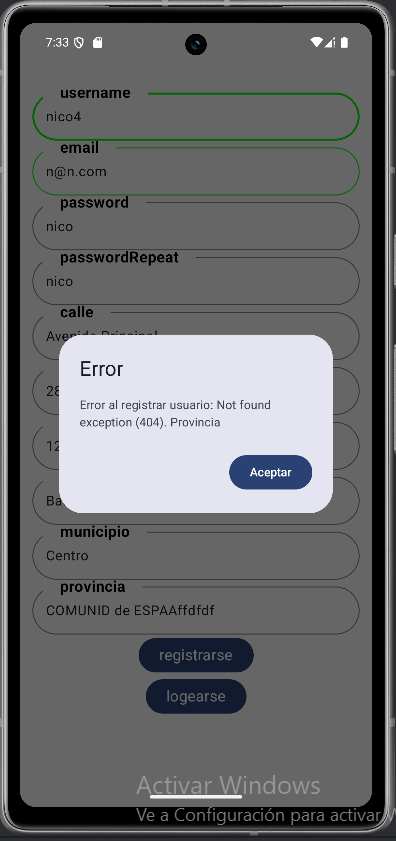 7:33
username
nico4
email
n@n.com
password
nico
passwordRepeat
nico
calle
Avenida Principal
Error
Error al registrar usuario: Not found
exception (404). Provincia
28
12
Aceptar
Ba
municipio
Centro
provincia
COMUNID de ESPAAffdfdf
registrarse
logearse
Activar Windows
Ve a Configuración para activar W